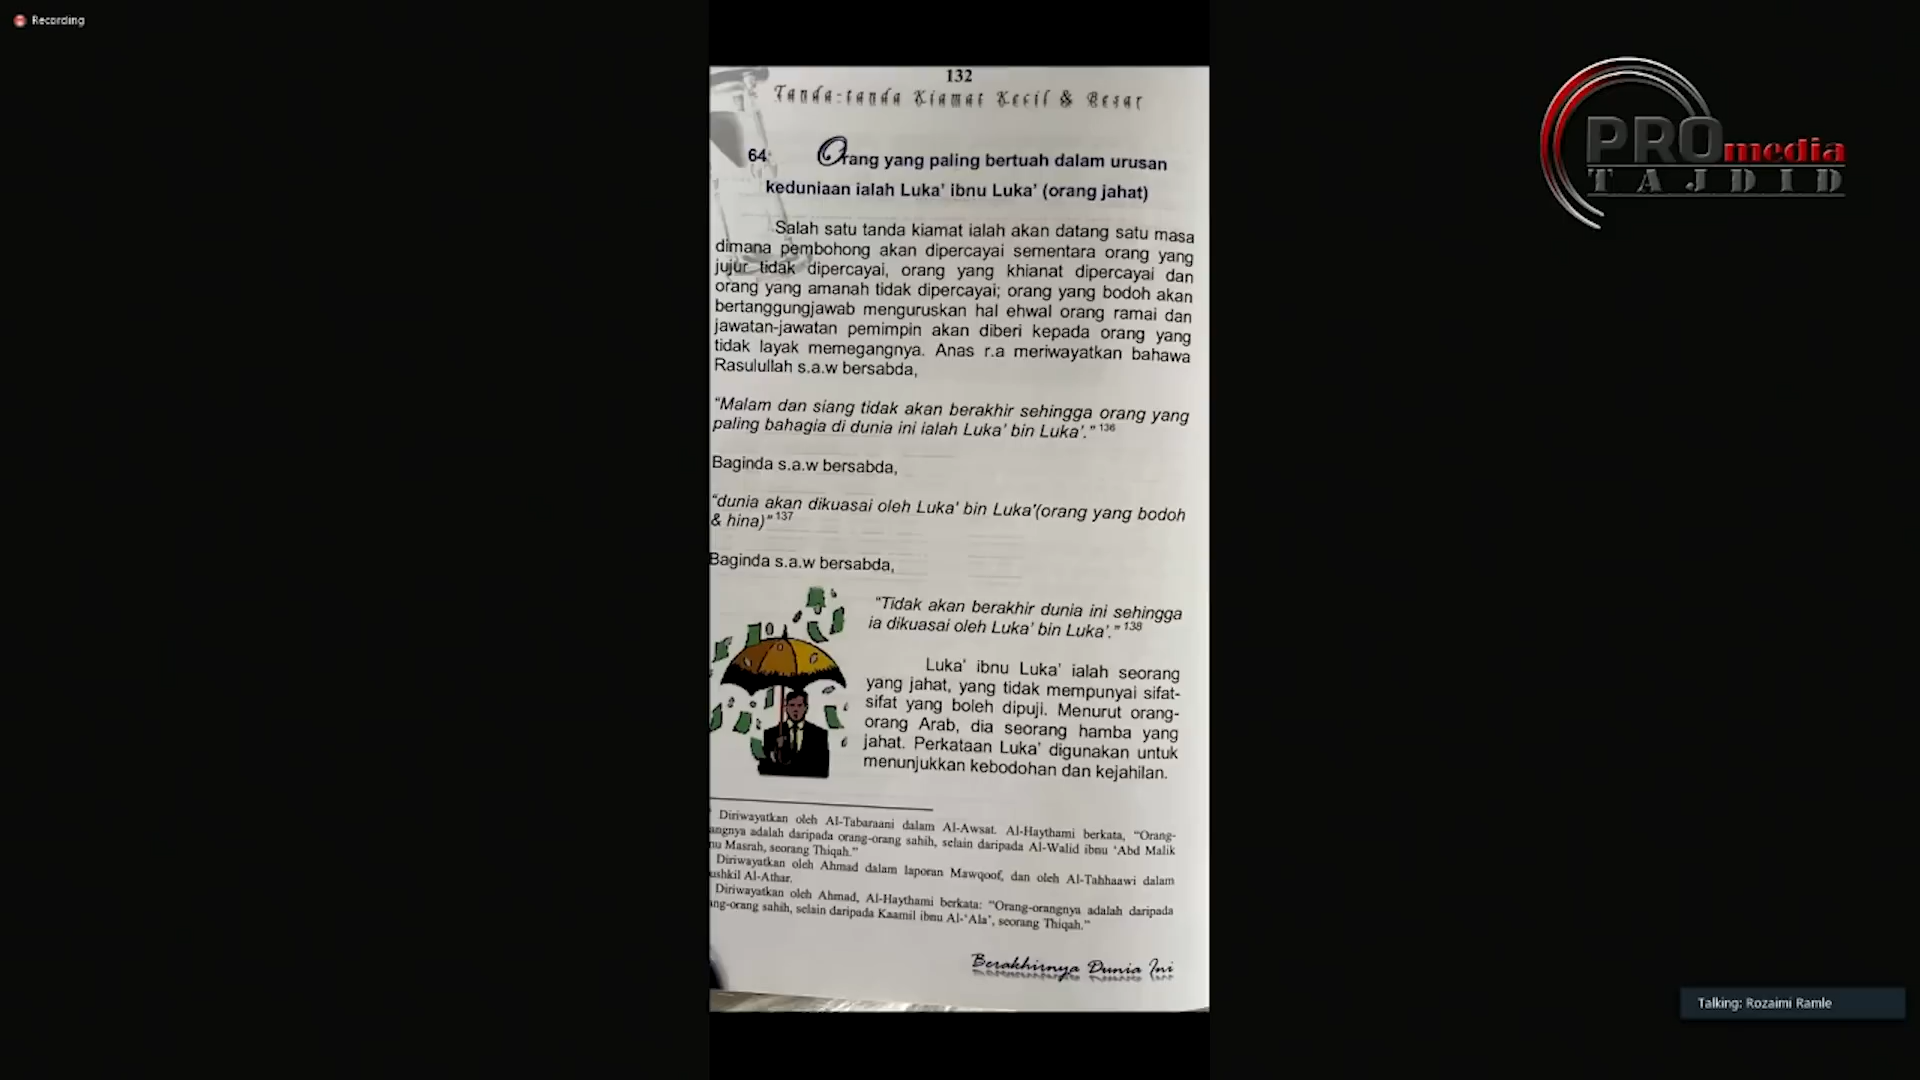 Recording
PROmedia
TAJDID
132
Tanda-tanda Kiamat Kecil & Besar
64 Orang yang paling bertuah dalam urusan
keduniaan ialah Luka' ibnu Luka' (orang jahat)
Salah satu tanda kiamat ialah akan datang satu masa
dimana pembohong akan dipercayai sementara orang yang
jujur tidak dipercayai, orang yang khianat dipercayai dan
orang yang amanah tidak dipercayai; orang yang bodoh akan
bertanggungjawab menguruskan hal ehwal orang ramai dan
jawatan-jawatan pemimpin akan diberi kepada orang yang
tidak layak memegangnya. Anas r.a meriwayatkan bahawa
Rasulullah s.a.w bersabda,
"Malam dan siang tidak akan berakhir sehingga orang yang
paling bahagia di dunia ini ialah Luka' bin Luka'." 136
Baginda s.a.w bersabda,
"dunia akan dikuasai oleh Luka' bin Luka'(orang yang bodoh
& hina)" 137
Baginda s.a.w bersabda,
"Tidak akan berakhir dunia ini sehingga
ia dikuasai oleh Luka' bin Luka'." 138
Luka' ibnu Luka' ialah seorang
yang jahat, yang tidak mempunyai sifat-
sifat yang boleh dipuji. Menurut orang-
orang Arab, dia seorang hamba yang
jahat. Perkataan Luka' digunakan untuk
menunjukkan kebodohan dan kejahilan.
Diriwayatkan oleh Al-Tabaraani dalam Al-Awsat. Al-Haythami berkata, "Orang-
angnya adalah daripada orang-orang sahih, selain daripada Al-Walid ibnu 'Abd Malik
nu Masrah, seorang Thiqah."
Diriwayatkan oleh Ahmad dalam laporan Mawqoof, dan oleh Al-Tahhaawi dalam
ushkil Al-Athar.
Diriwayatkan oleh Ahmad, Al-Haythami berkata: "Orang-orangnya adalah daripada
ang-orang sahih, selain daripada Kaamil ibnu Al-'Ala', seorang Thiqah."
Berakhirnya Dunia Ini
Talking: Rozaimi Ramle